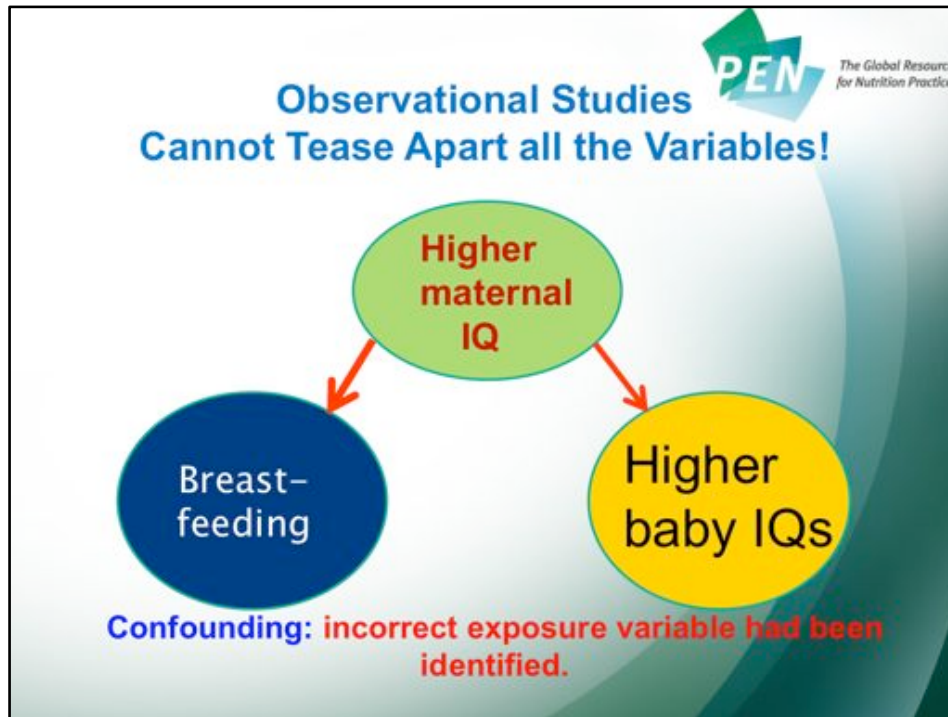 PEN
The Global Resource
for Nutrition Practice
Observational Studies
Cannot Tease Apart all the Variables!
Higher
maternal
IQ
Breast-
feeding
Higher
baby IQs
Confounding: incorrect exposure variable had been
identified.